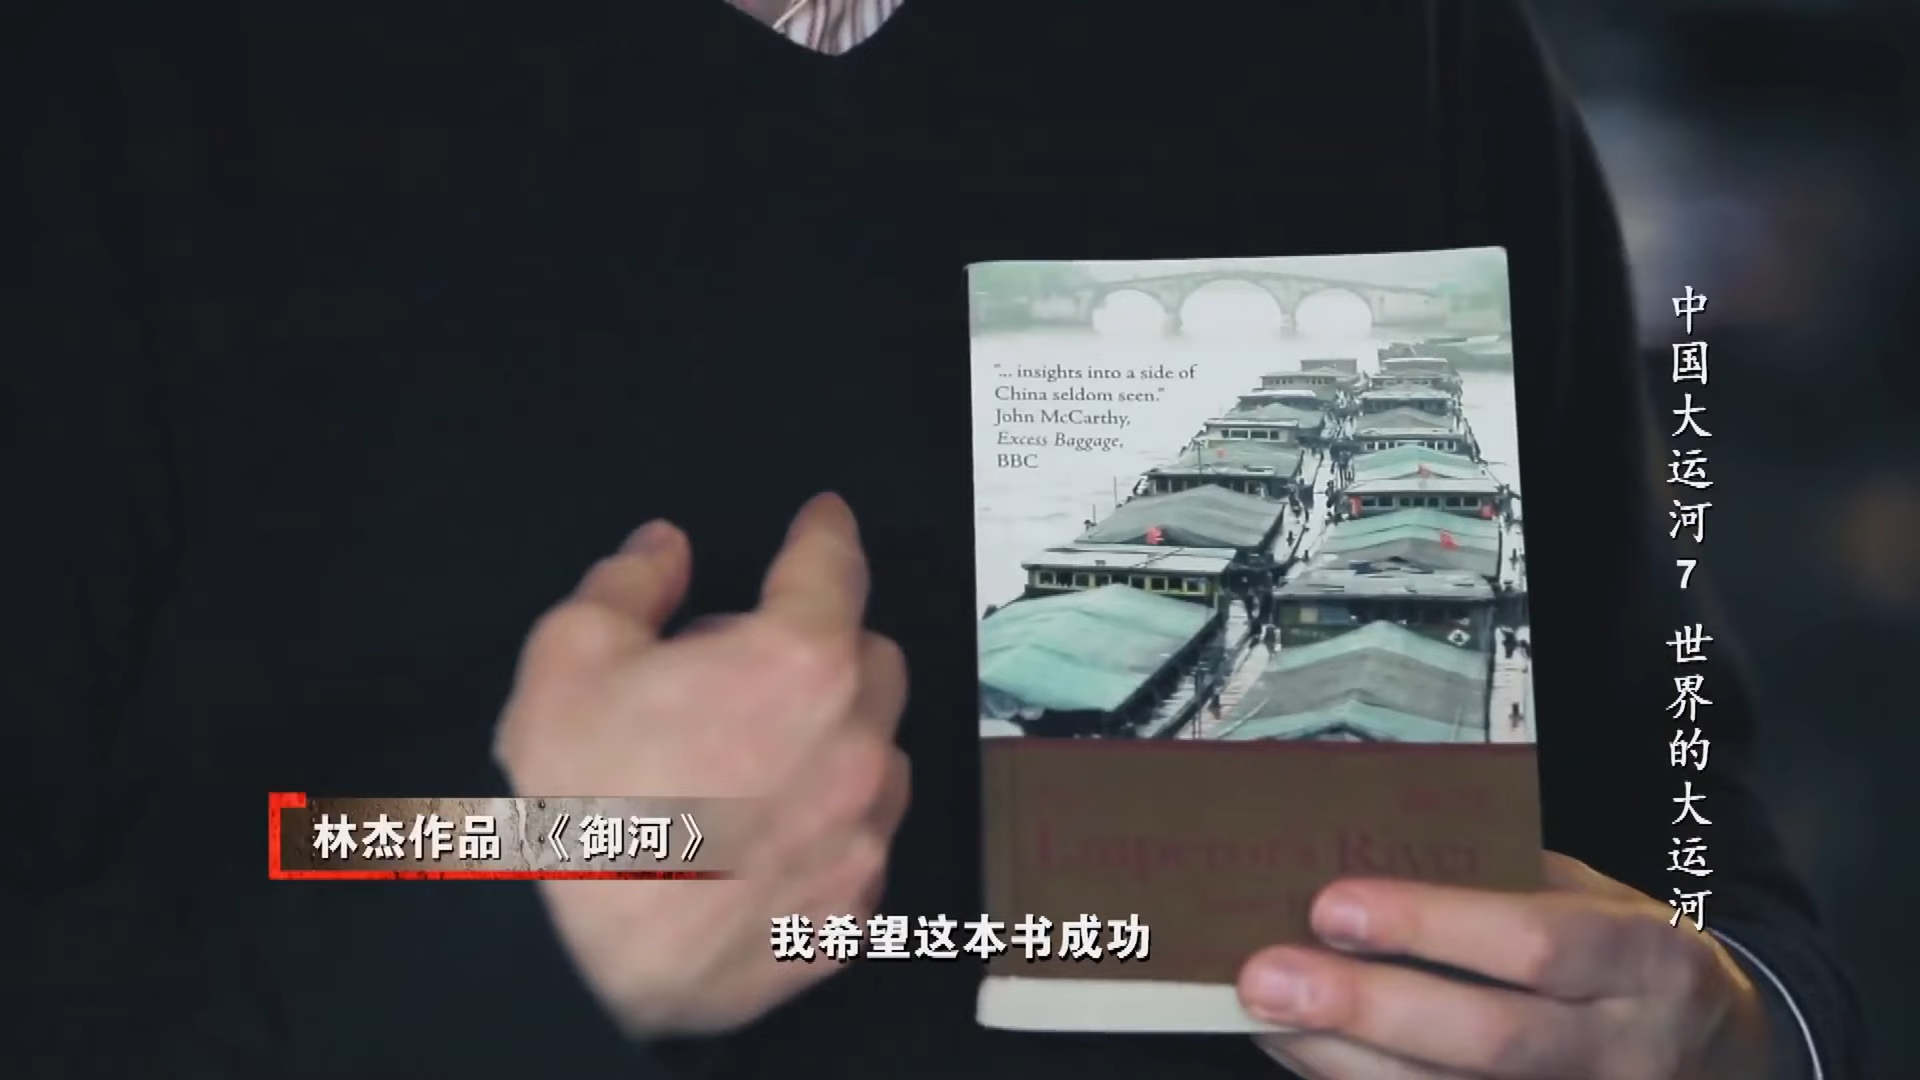 "... insights into a side of
China seldom seen."
John McCarthy,
Excess Baggage,
BBC
River
林杰作品 《御河》
我希望这本书成功
中国大运河7 世界的大运河